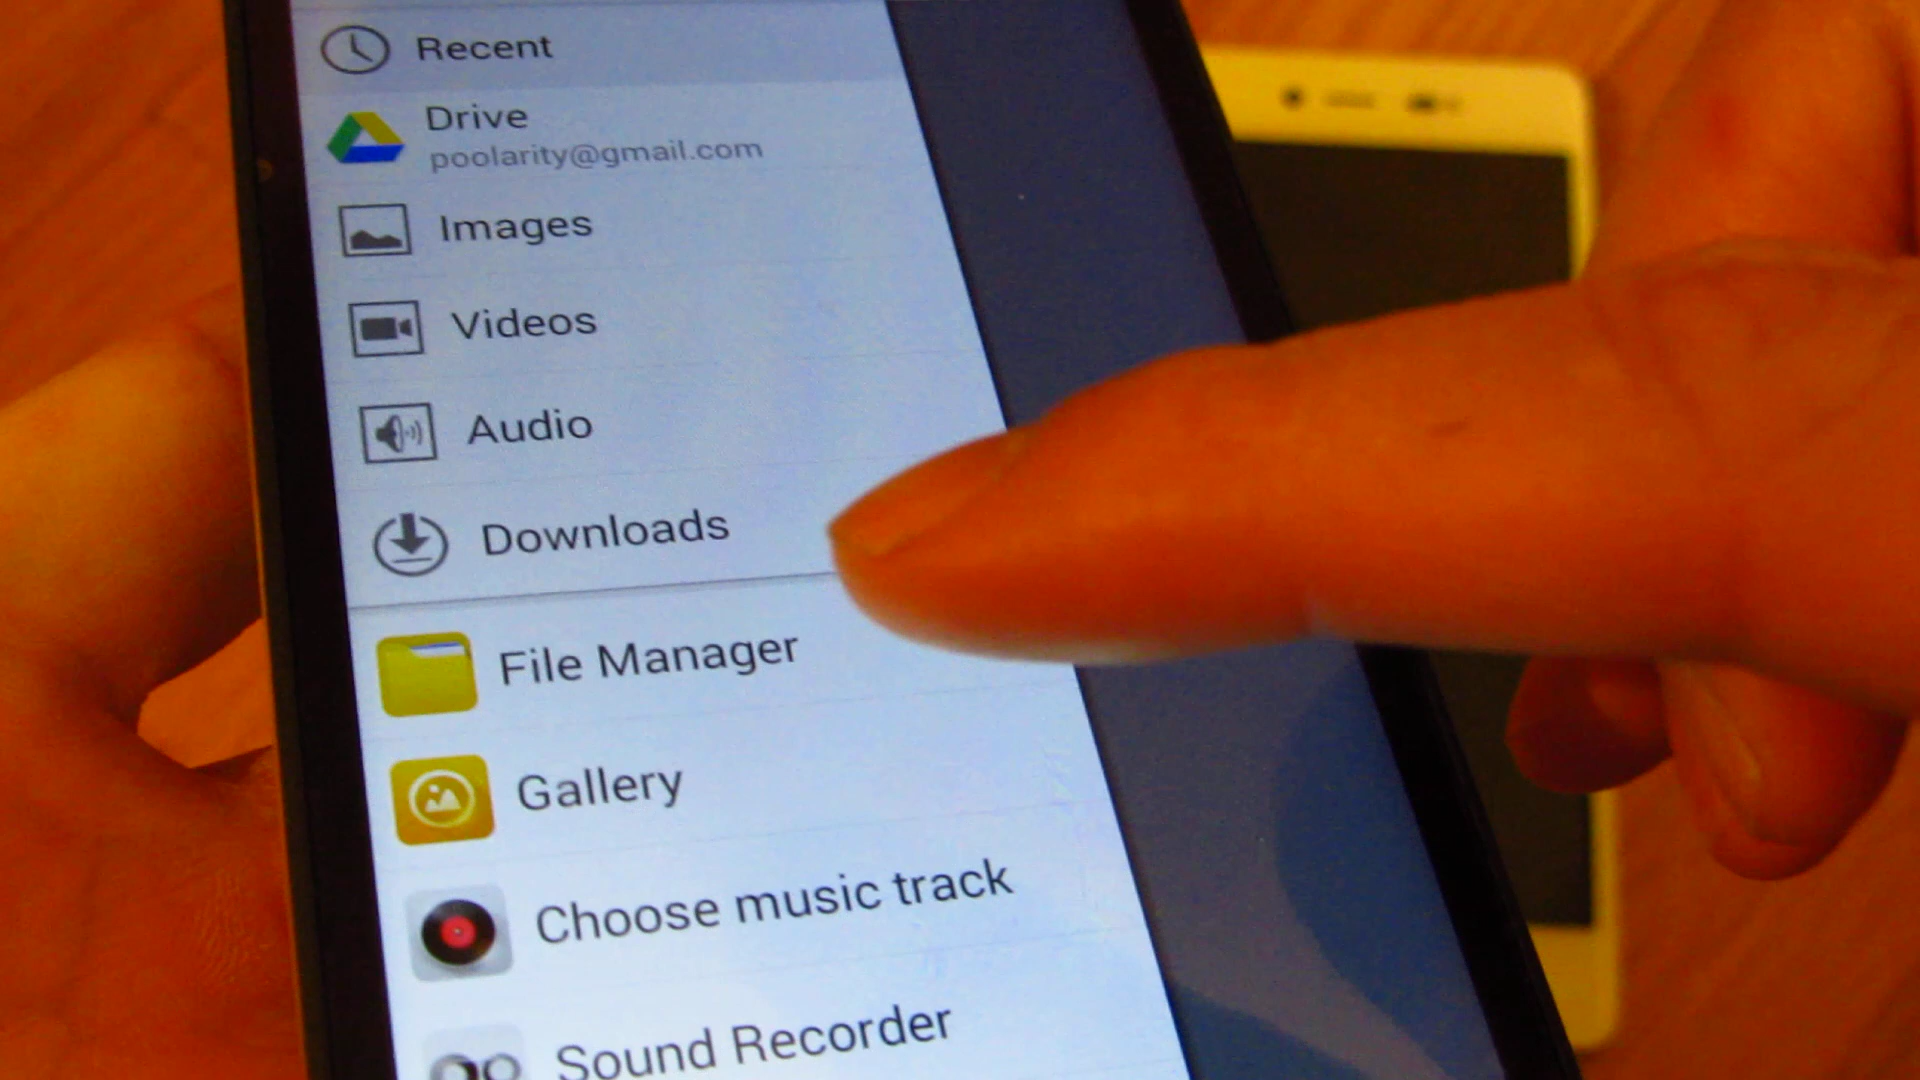 Recent
Drive
poolarity@gmail.com
Images
Videos
Audio
Downloads
File Manager
Gallery
Choose music track
Sound Recorder